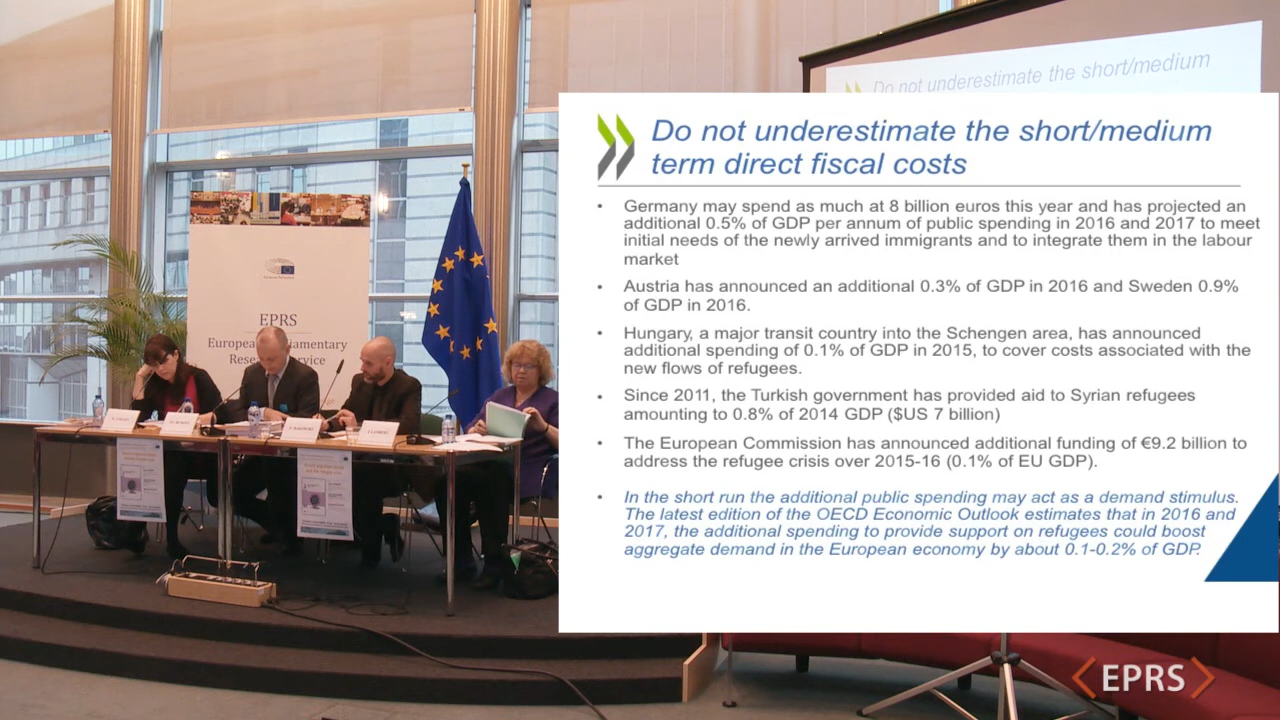 Do not underestimate the short/medium
Do not underestimate the short/medium
term direct fiscal costs
• Germany may spend as much at 8 billion euros this year and has projected an
additional 0.5% of GDP per annum of public spending in 2016 and 2017 to meet
initial needs of the newly arrived immigrants and to integrate them in the labour
market
• Austria has announced an additional 0.3% of GDP in 2016 and Sweden 0.9%
of GDP in 2016.
• Hungary, a major transit country into the Schengen area, has announced
additional spending of 0.1% of GDP in 2015, to cover costs associated with the
new flows of refugees.
• Since 2011, the Turkish government has provided aid to Syrian refugees
amounting to 0.8% of 2014 GDP ($US 7 billion)
• The European Commission has announced additional funding of €9.2 billion to
address the refugee crisis over 2015-16 (0.1% of EU GDP).
• In the short run the additional public spending may act as a demand stimulus.
The latest edition of the OECD Economic Outlook estimates that in 2016 and
2017, the additional spending to provide support on refugees could boost
aggregate demand in the European economy by about 0.1-0.2% of GDP.
EPRS
European
Service
EPRS